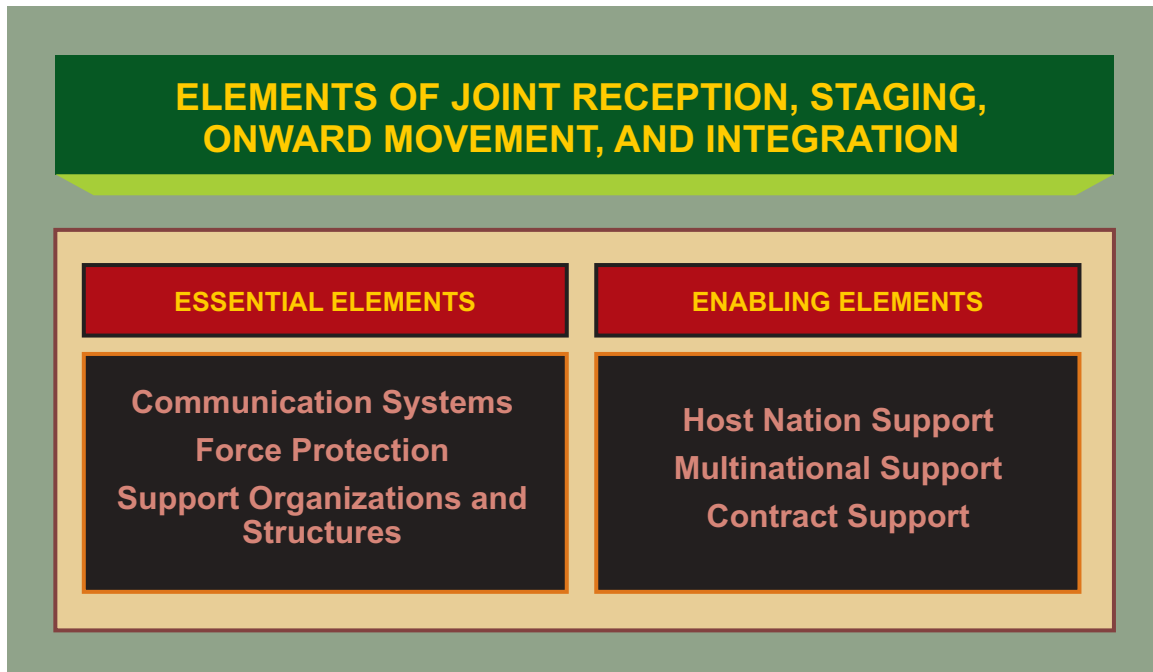 ELEMENTS OF JOINT RECEPTION, STAGING,
ONWARD MOVEMENT, AND INTEGRATION
ESSENTIAL ELEMENTS
Communication Systems
Force Protection
Support Organizations and
Structures
ENABLING ELEMENTS
Host Nation Support
Multinational Support
Contract Support